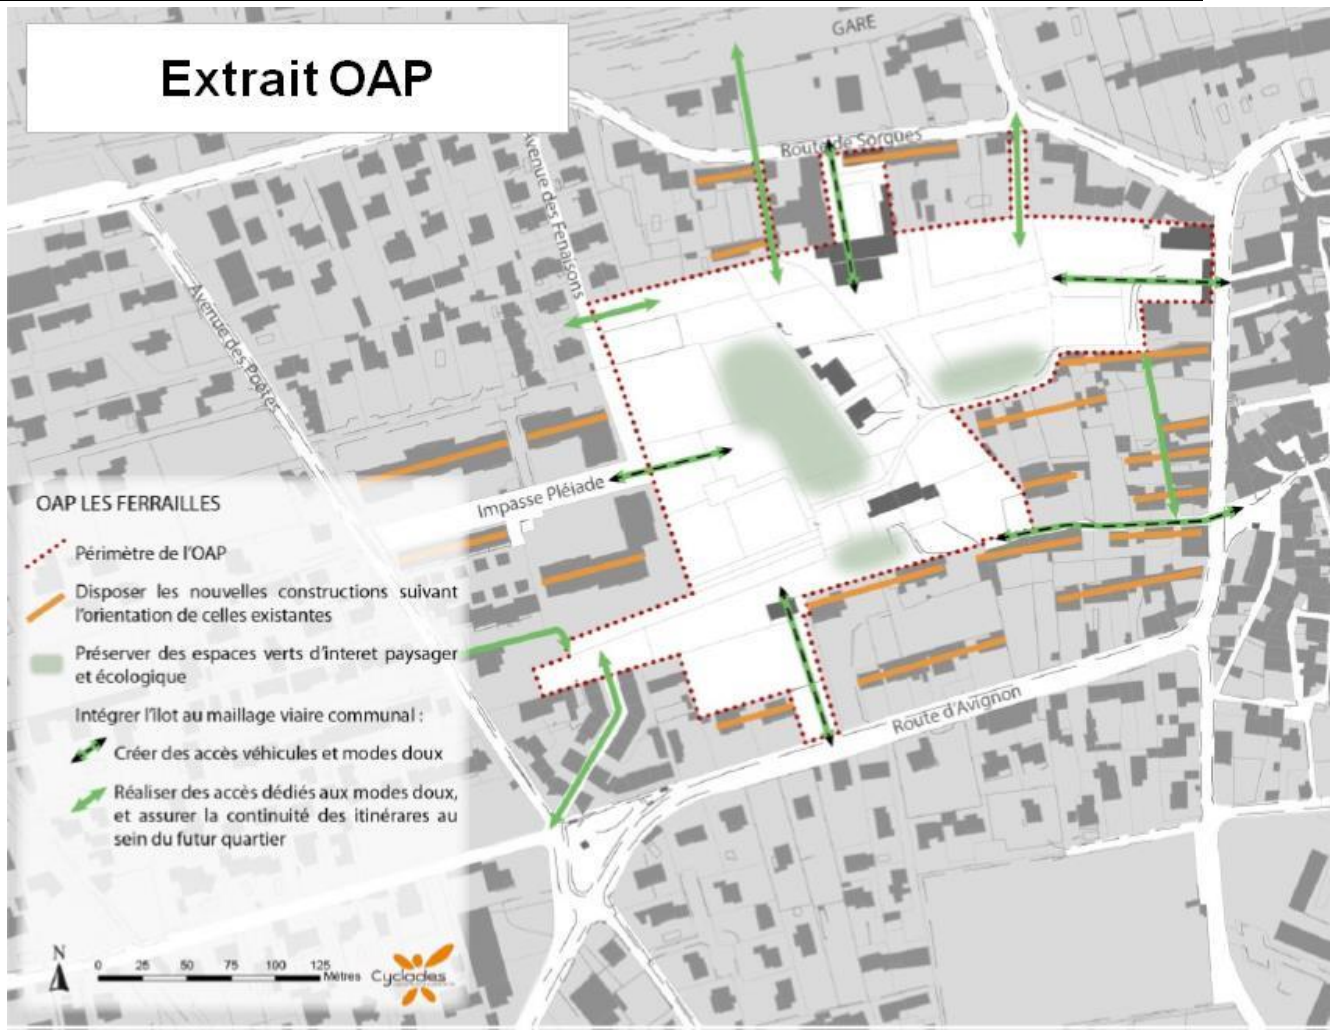 Extrait OAP
GARE
Route de Sorgues
Avenue des Fenaisons
Avenue des Poètes
Impasse Pléiade
Route d'Avignon
OAP LES FERRAILLES
Périmètre de l'OAP
Disposer les nouvelles constructions suivant
l'orientation de celles existantes
Préserver des espaces verts d'interet paysager
et écologique
Intégrer l'îlot au maillage viaire communal :
Créer des accès véhicules et modes doux
Réaliser des accès dédiés aux modes doux,
et assurer la continuité des itinérares au
sein du futur quartier
N
0 25 50 75 100 125 Mètres
Cyclades